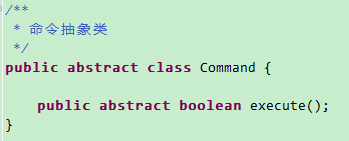 /**
 * 命令抽象类
 */
public abstract class Command {
    public abstract boolean execute();
}